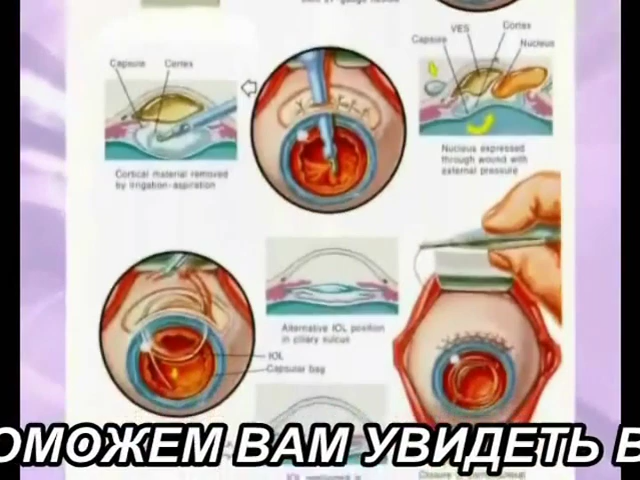 VES
Cortex
Capsule
Nucleus
Capsule
Cortex
Nucleus expressed
through wound with
external pressure
Cortical material removed
by irrigation-aspiration
Alternative IOL position
in ciliary sulcus
IOL
Capsular bag
ОМОЖЕМ ВАМ УВИДЕТЬ В